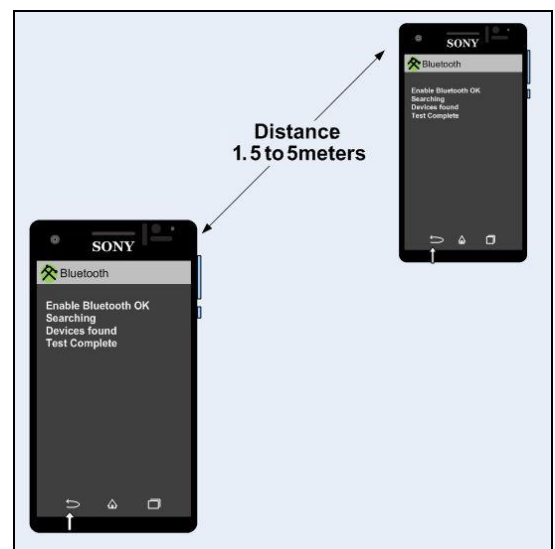 SONY
Bluetooth
Enable Bluetooth OK
Searching
Devices found
Test Complete
Distance
1.5 to 5meters
SONY
Bluetooth
Enable Bluetooth OK
Searching
Devices found
Test Complete